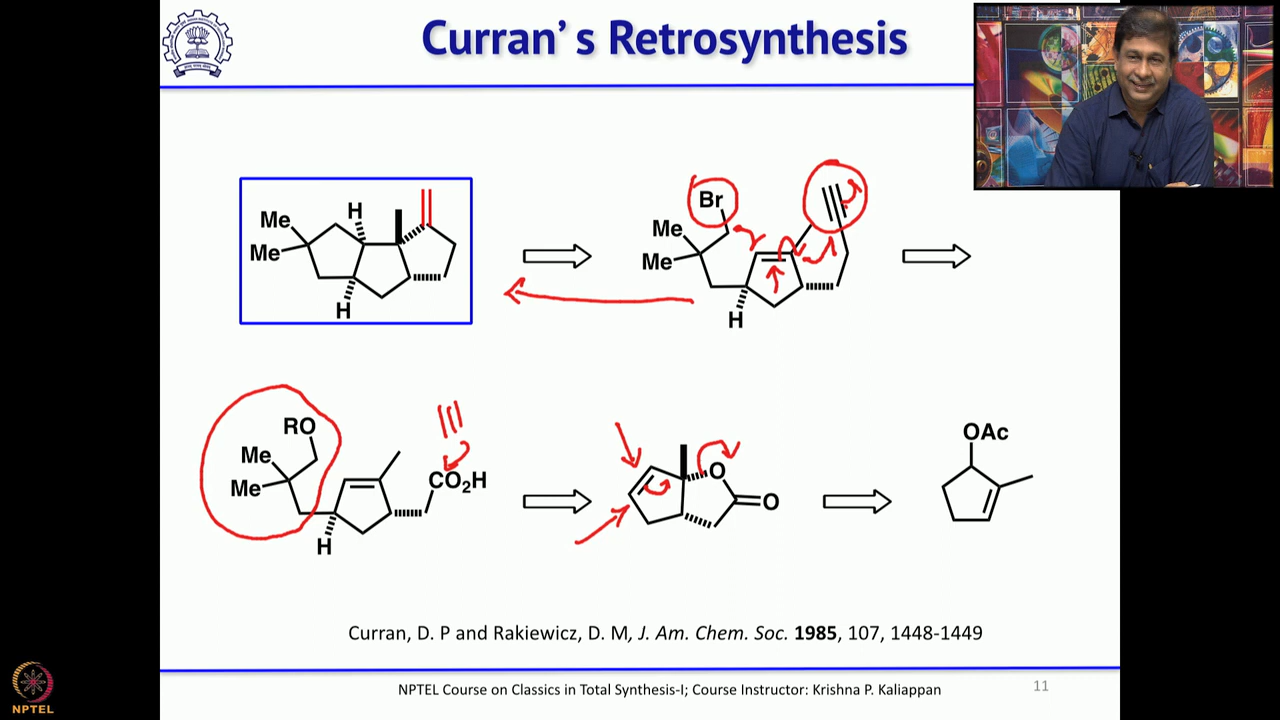 Curran's Retrosynthesis
Me
Me
H
H
Br
Me
Me
H
RO
Me
Me
CO₂H
H
O
O
OAc
Curran, D. P and Rakiewicz, D. M, J. Am. Chem. Soc. 1985, 107, 1448-1449
NPTEL Course on Classics in Total Synthesis-I; Course Instructor: Krishna P. Kaliappan
11
NPTEL